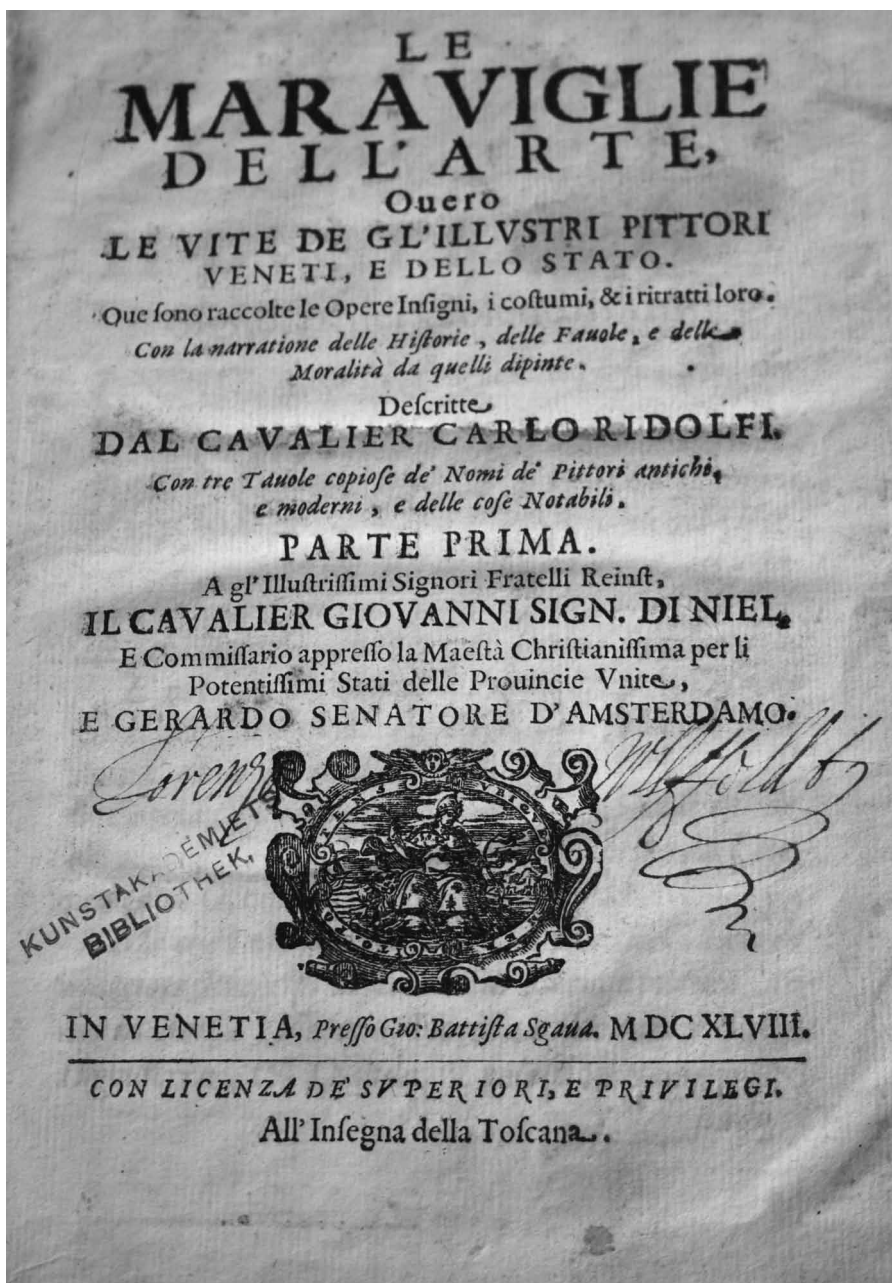 LE
MARAVIGLIE
DELL'ARTE,
Ouero
LE VITE DE GL'ILLVSTRI PITTORI
VENETI, E DELLO STATO.
Oue ſono raccolte le Opere Inſigni, i coſtumi, & i ritratti loro.
Con la narratione delle Hiſtorie, delle Fauole, e delle
Moralità da quelli dipinte.
Deſcritte
DAL CAVALIER CARLO RIDOLFI.
Con tre Tauole copioſe de' Nomi de' Pittori antichi,
e moderni, e delle coſe Notabili.
PARTE PRIMA.
A gl'Illuſtriſſimi Signori Fratelli Reinſt,
IL CAVALIER GIOVANNI SIGN. DI NIEL,
E Commiſſario appreſſo la Maeſtà Chriſtianiſſima per li
Potentiſſimi Stati delle Prouincie Vnite,
E GERARDO SENATORE D'AMSTERDAMO.
KUNSTAKADEMIETS
BIBLIOTHEK,
IN VENETIA, Preſſo Gio: Battiſta Sgaua. MDCXLVIII.
CON LICENZA DE' SVPERIORI, E PRIVILEGI.
All' Inſegna della Toſcana.